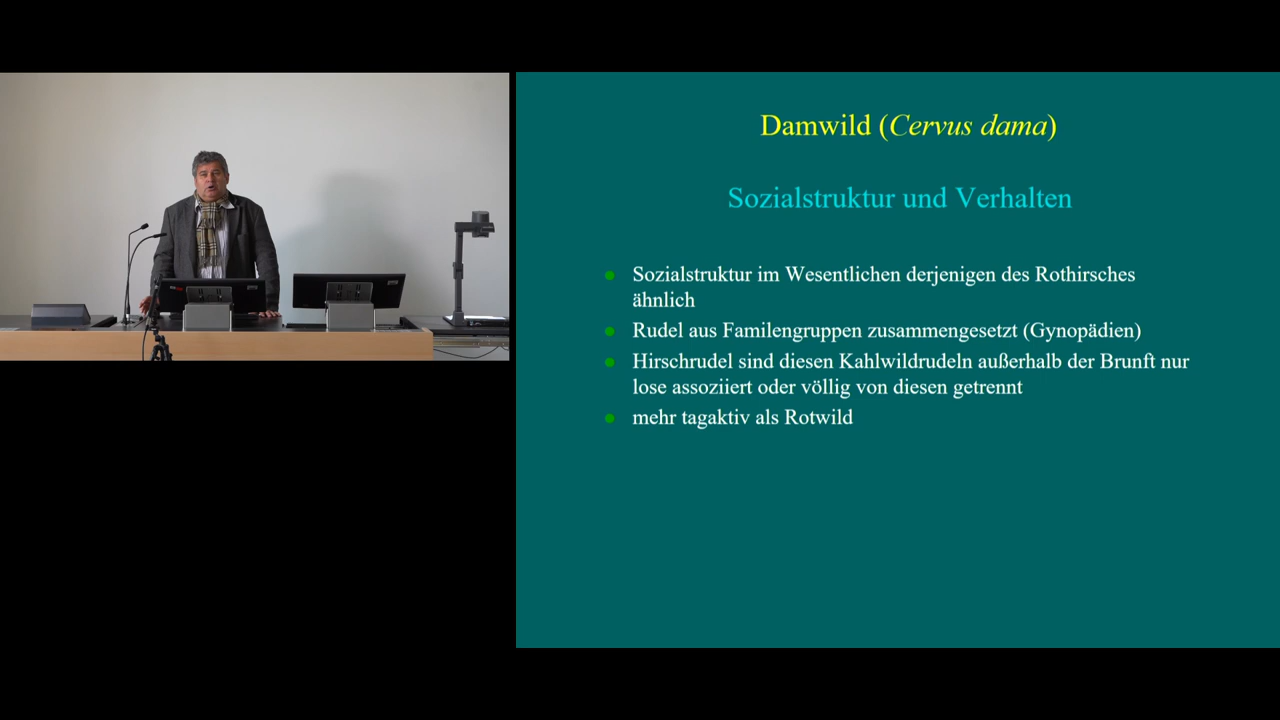 Damwild (Cervus dama)
Sozialstruktur und Verhalten
Sozialstruktur im Wesentlichen derjenigen des Rothirsches
ähnlich
Rudel aus Familengruppen zusammengesetzt (Gynopädien)
Hirschrudel sind diesen Kahlwildrudeln außerhalb der Brunft nur
lose assoziiert oder völlig von diesen getrennt
mehr tagaktiv als Rotwild